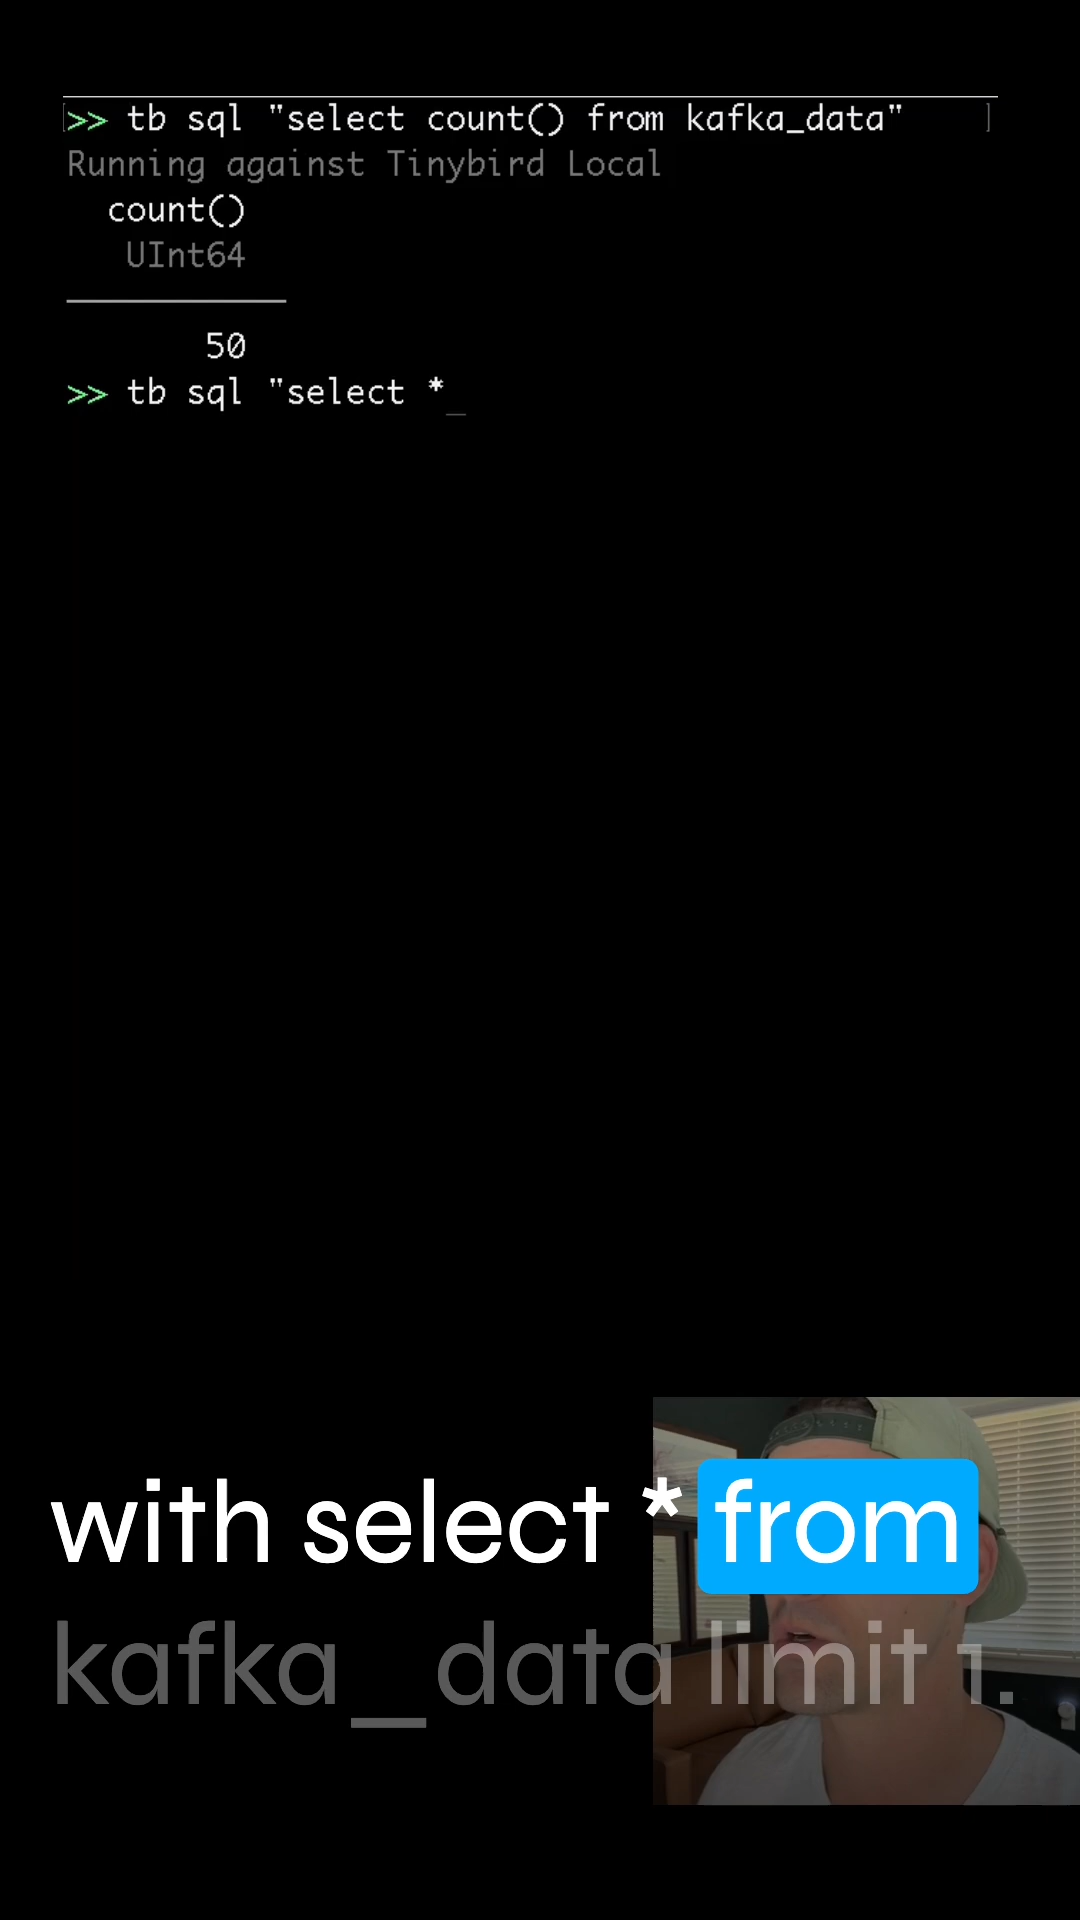 >> tb sql "select count() from kafka_data"
Running against Tinybird Local
count()
UInt64
50
>> tb sql "select *_
with select * from
kafka_data limit 1.